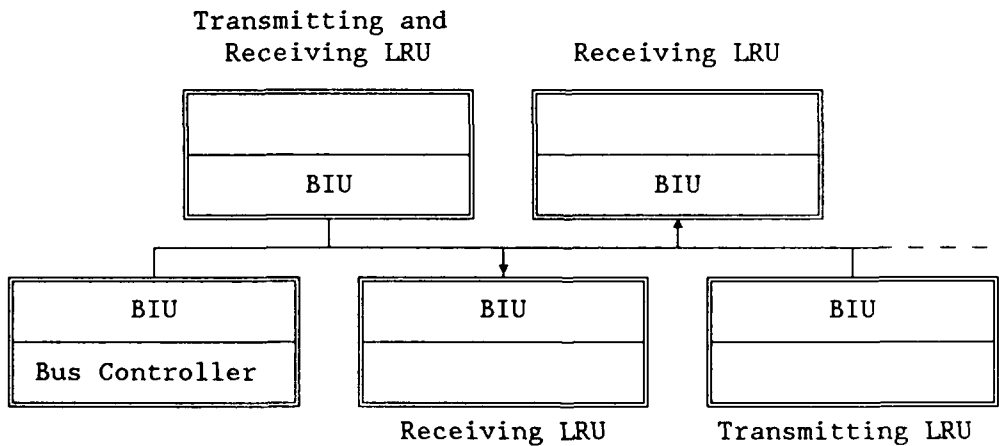 Transmitting and
Receiving LRU
Receiving LRU
BIU
BIU
BIU
BIU
BIU
Bus Controller
Receiving LRU
Transmitting LRU